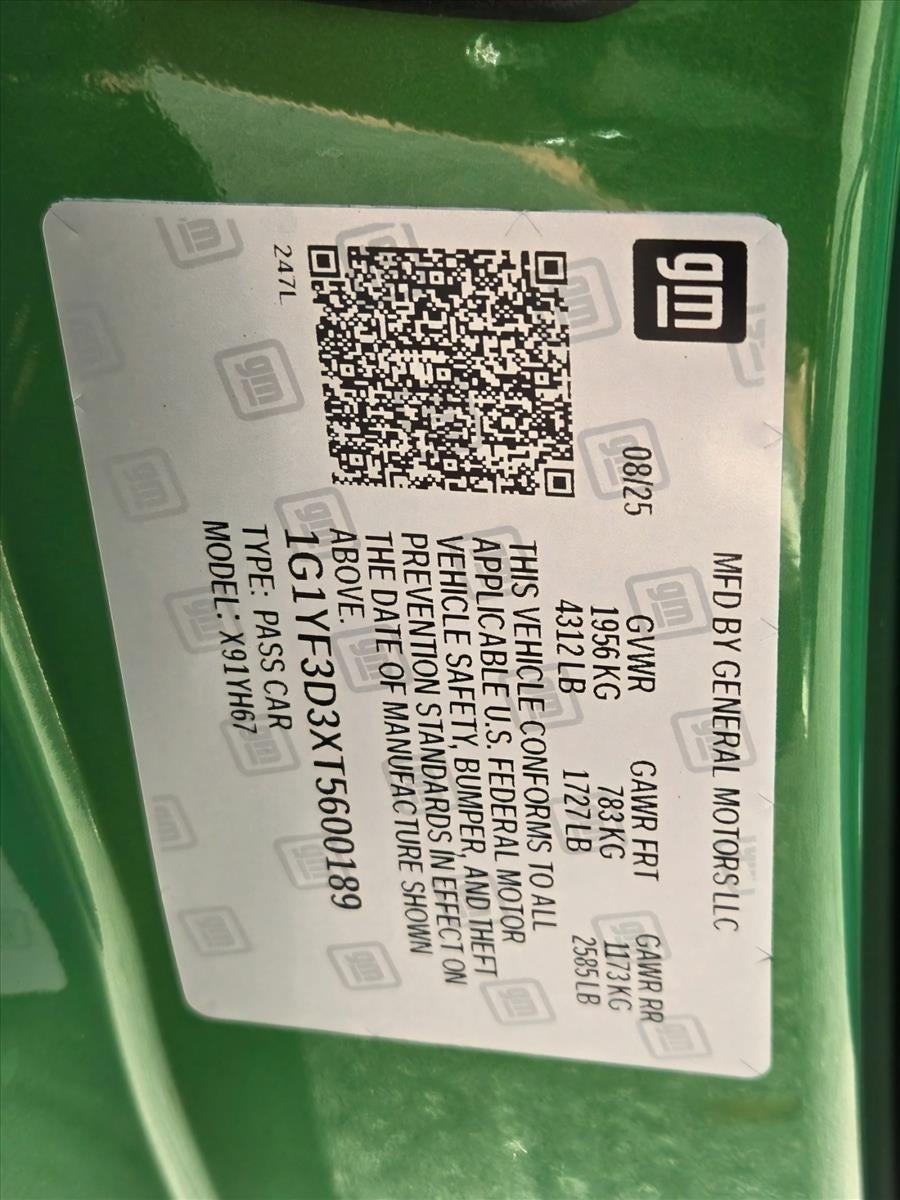 gm
MFD BY GENERAL MOTORS LLC
08/25
GVWR GAWR FRT GAWR RR
1956 KG 783 KG 1173 KG
4312 LB 1727 LB 2585 LB
THIS VEHICLE CONFORMS TO ALL
APPLICABLE U.S. FEDERAL MOTOR
VEHICLE SAFETY, BUMPER, AND THEFT
PREVENTION STANDARDS IN EFFECT ON
THE DATE OF MANUFACTURE SHOWN
ABOVE.
1G1YF3D3XT5600189
TYPE: PASS CAR
MODEL: X91YH67
247L